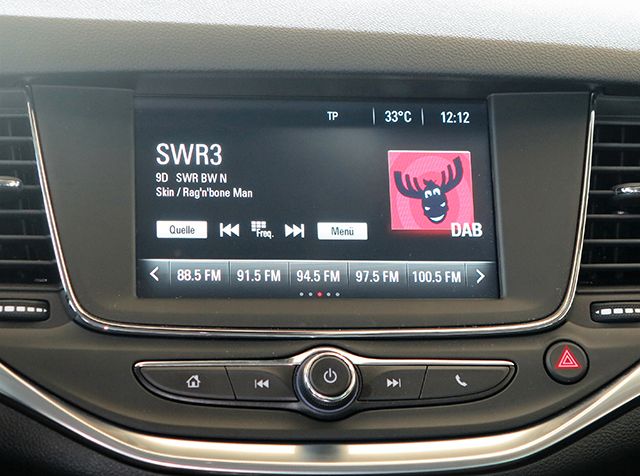 TP 33°C 12:12
SWR3
9D SWR BW N
Skin / Rag'n'bone Man
DAB
Quelle Freq. Menü
88.5 FM 91.5 FM 94.5 FM 97.5 FM 100.5 FM